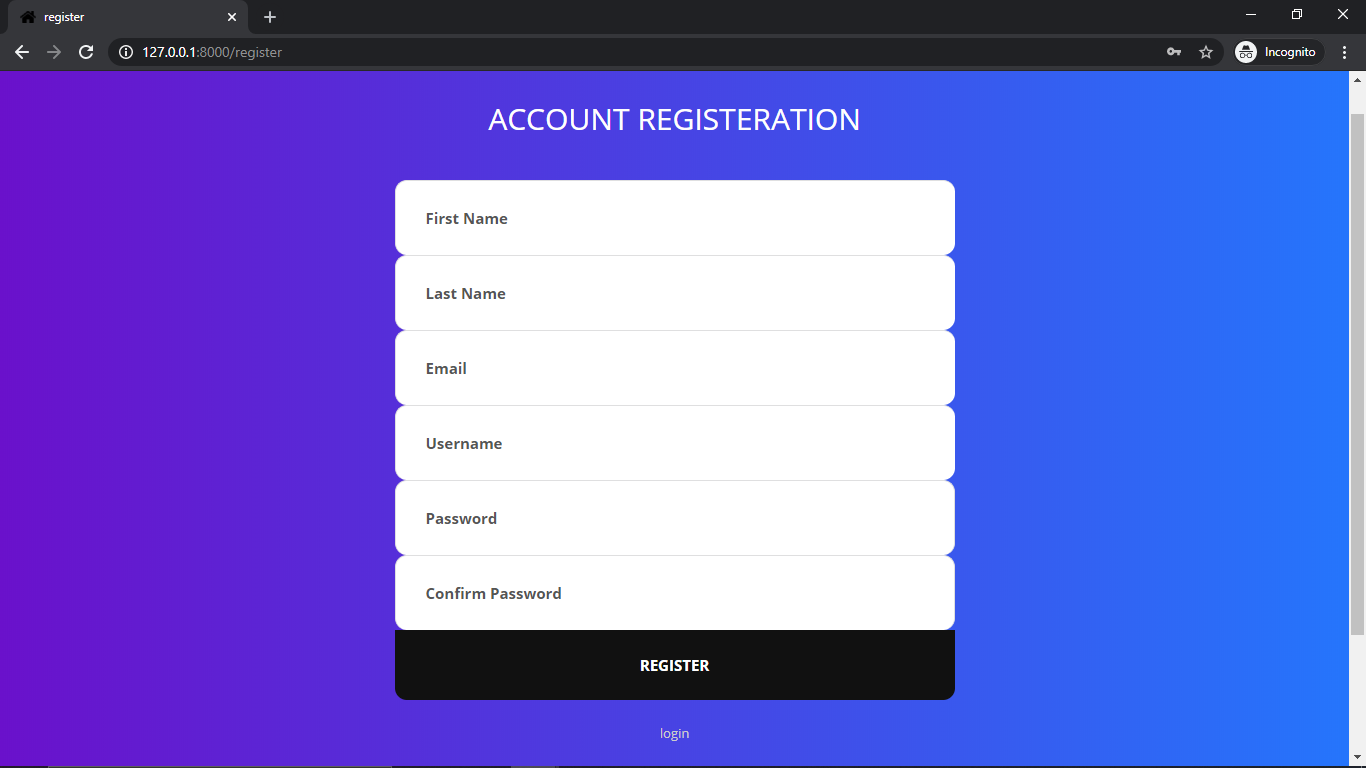 register
127.0.0.1:8000/register
Incognito
ACCOUNT REGISTERATION
First Name
Last Name
Email
Username
Password
Confirm Password
REGISTER
login